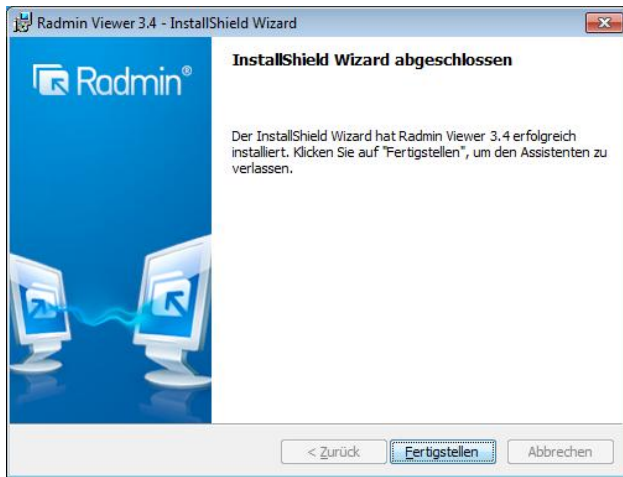 Radmin Viewer 3.4 - InstallShield Wizard
Radmin®
InstallShield Wizard abgeschlossen
Der InstallShield Wizard hat Radmin Viewer 3.4 erfolgreich
installiert. Klicken Sie auf "Fertigstellen", um den Assistenten zu
verlassen.
< Zurück
Fertigstellen
Abbrechen